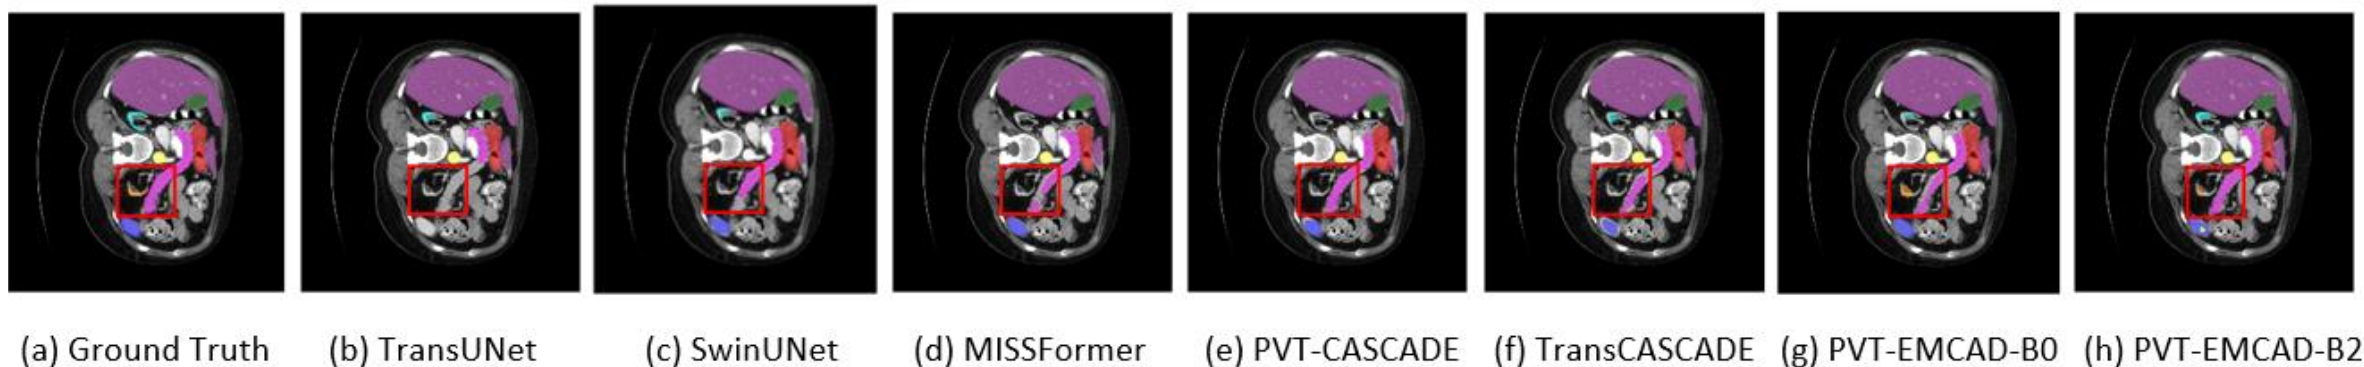 (a) Ground Truth (b) TransUNet (c) SwinUNet (d) MISSFormer (e) PVT-CASCADE (f) TransCASCADE (g) PVT-EMCAD-B0 (h) PVT-EMCAD-B2